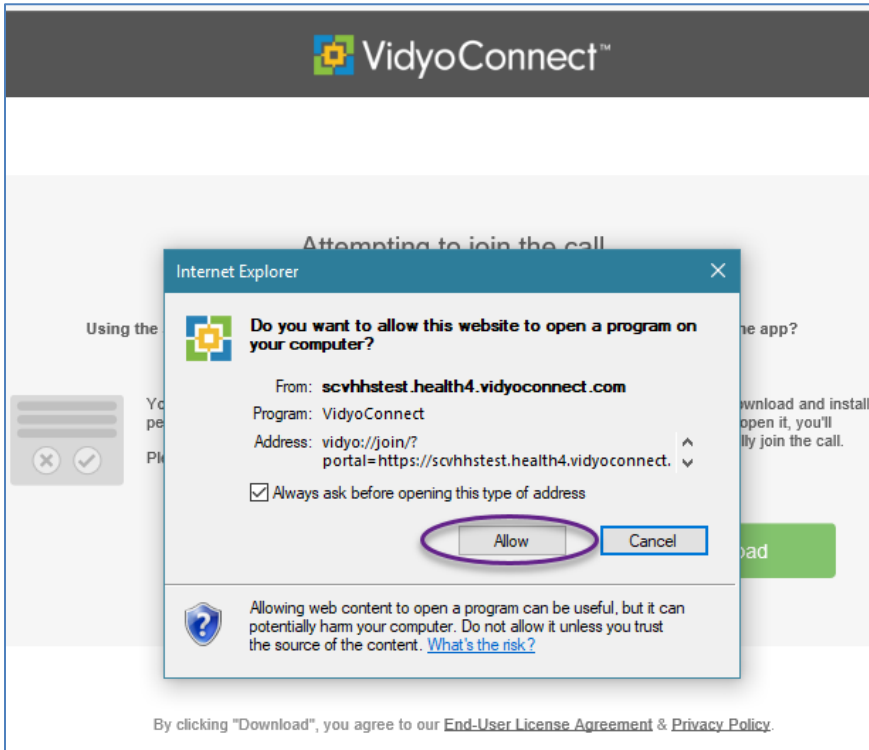 VidyoConnect™
Attempting to join the call
Internet Explorer
Using the
he app?
Do you want to allow this website to open a program on
your computer?
From: scvhhstest.health4.vidyoconnect.com
Program: VidyoConnect
Address: vidyo://join/?
portal=https://scvhhstest.health4.vidyoconnect.
Yo
pe
Ple
wnload and install
open it, you'll
lly join the call.
Always ask before opening this type of address
Allow
Cancel
oad
Allowing web content to open a program can be useful, but it can
potentially harm your computer. Do not allow it unless you trust
the source of the content. What's the risk?
By clicking "Download", you agree to our End-User License Agreement & Privacy Policy.